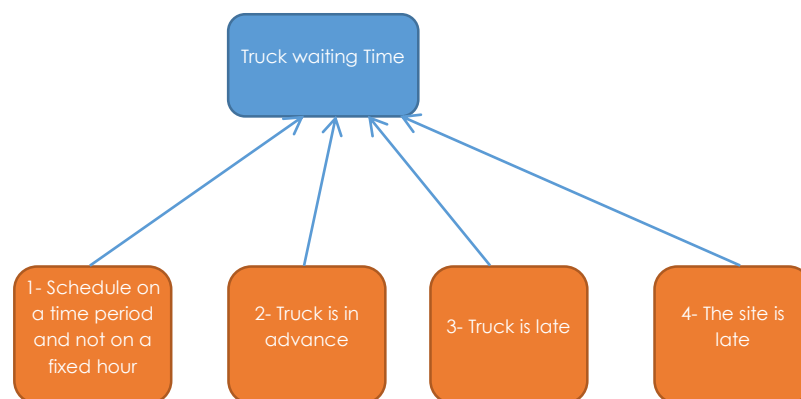 Truck waiting Time
1- Schedule on
a time period
and not on a
fixed hour
2- Truck is in
advance
3- Truck is late
4- The site is
late